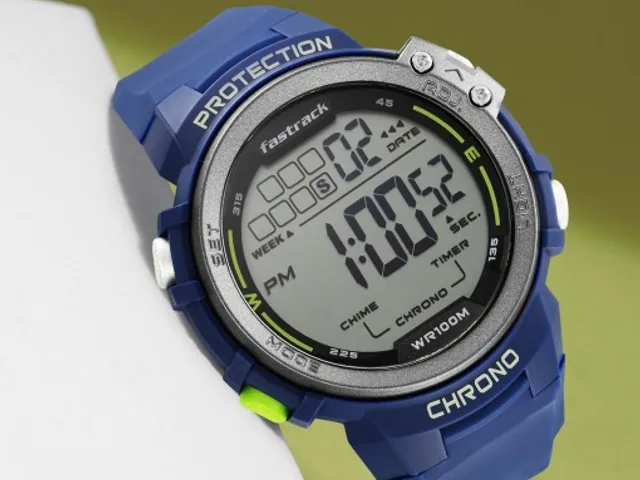 PROTECTION
fastrack
45
02
DATE
S
WEEK
1:00 52
SEC.
PM
TIMER
CHIME
CHRONO
WR100M
315
E
135
W
225
SET
MODE
ADJ.
CHRONO